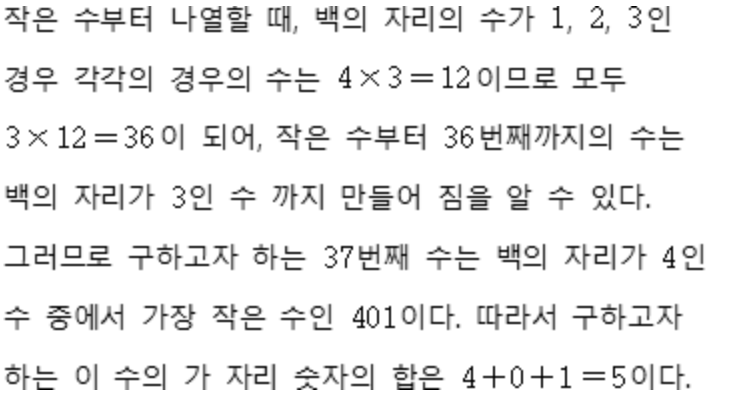 작은 수부터 나열할 때, 백의 자리의 수가 1, 2, 3인
경우 각각의 경우의 수는 4×3=12이므로 모두
3×12=36이 되어, 작은 수부터 36번째까지의 수는
백의 자리가 3인 수 까지 만들어 짐을 알 수 있다.
그러므로 구하고자 하는 37번째 수는 백의 자리가 4인
수 중에서 가장 작은 수인 401이다. 따라서 구하고자
하는 이 수의 가 자리 숫자의 합은 4+0+1=5이다.